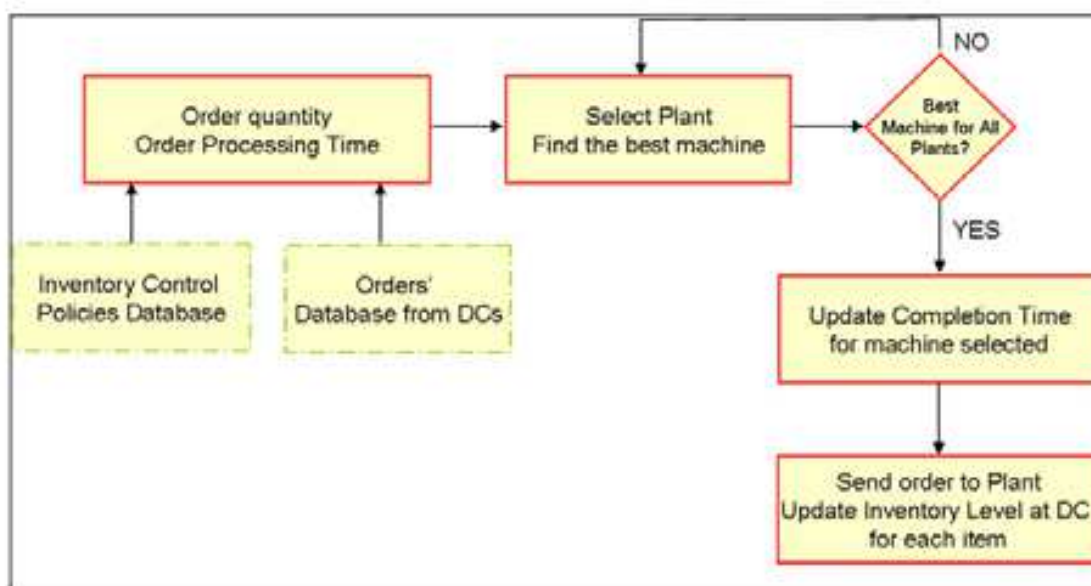 Order quantity
Order Processing Time
Select Plant
Find the best machine
Best
Machine for All
Plants?
NO
YES
Inventory Control
Policies Database
Orders'
Database from DCs
Update Completion Time
for machine selected
Send order to Plant
Update Inventory Level at DC
for each item